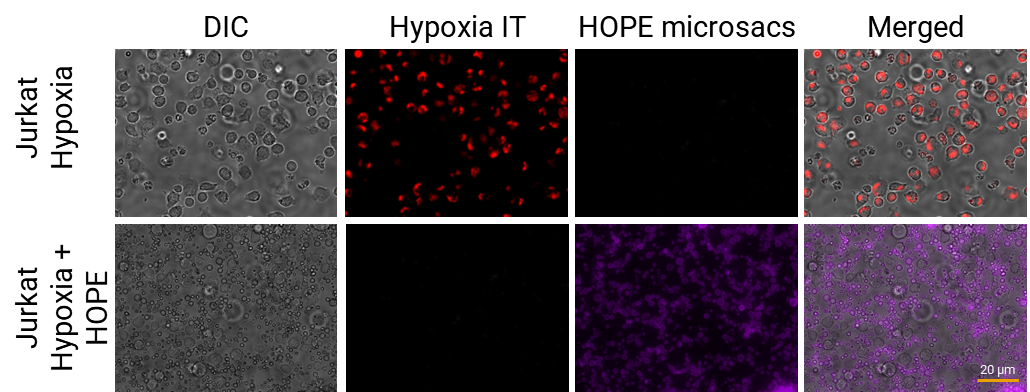 DIC
Hypoxia IT
HOPE microsacs
Merged
Jurkat
Hypoxia
Jurkat
Hypoxia +
HOPE
20 µm